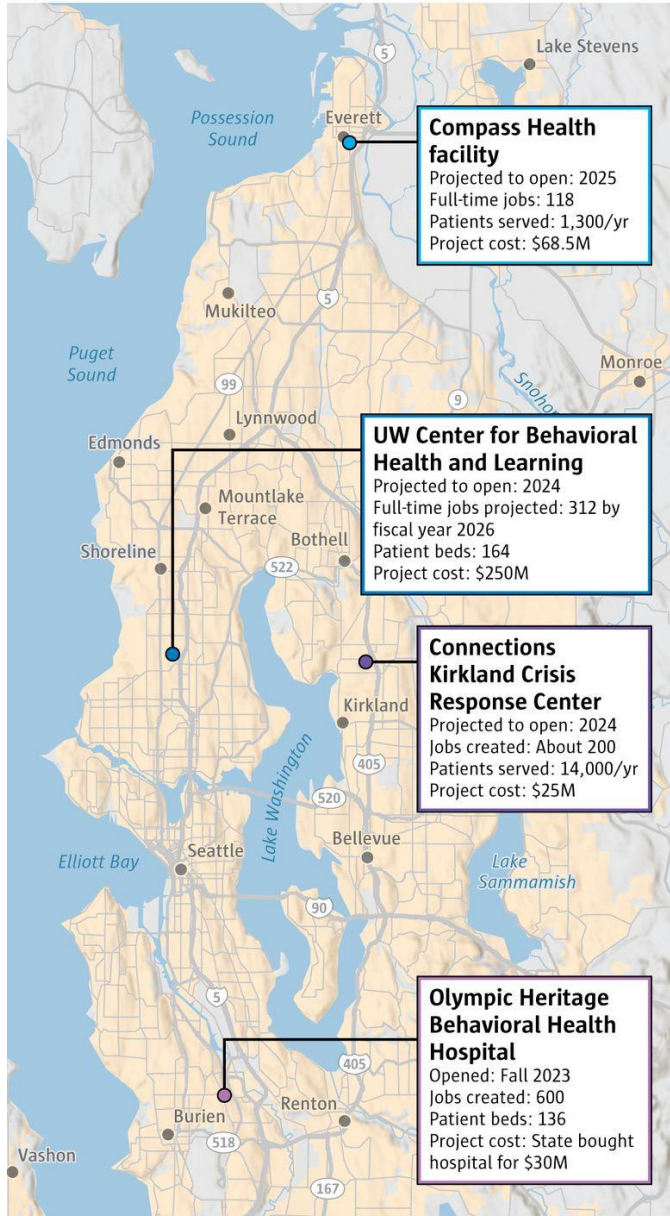 5
Lake Stevens
Possession
Sound
Everett
Compass Health
facility
Projected to open: 2025
Full-time jobs: 118
Patients served: 1,300/yr
Project cost: $68.5M
5
Mukilteo
Puget
Sound
Monroe
99
9
Snoho
Lynnwood
Edmonds
UW Center for Behavioral
Health and Learning
Projected to open: 2024
Full-time jobs projected: 312 by
fiscal year 2026
Patient beds: 164
Project cost: $250M
Mountlake
Terrace
Bothell
Shoreline
522
Connections
Kirkland Crisis
Response Center
Projected to open: 2024
Jobs created: About 200
Patients served: 14,000/yr
Project cost: $25M
Kirkland
405
Lake Washington
520
Bellevue
Elliott Bay
Seattle
Lake
Sammamish
90
5
Olympic Heritage
Behavioral Health
Hospital
Opened: Fall 2023
Jobs created: 600
Patient beds: 136
Project cost: State bought
hospital for $30M
405
Burien
Renton
518
Vashon
167